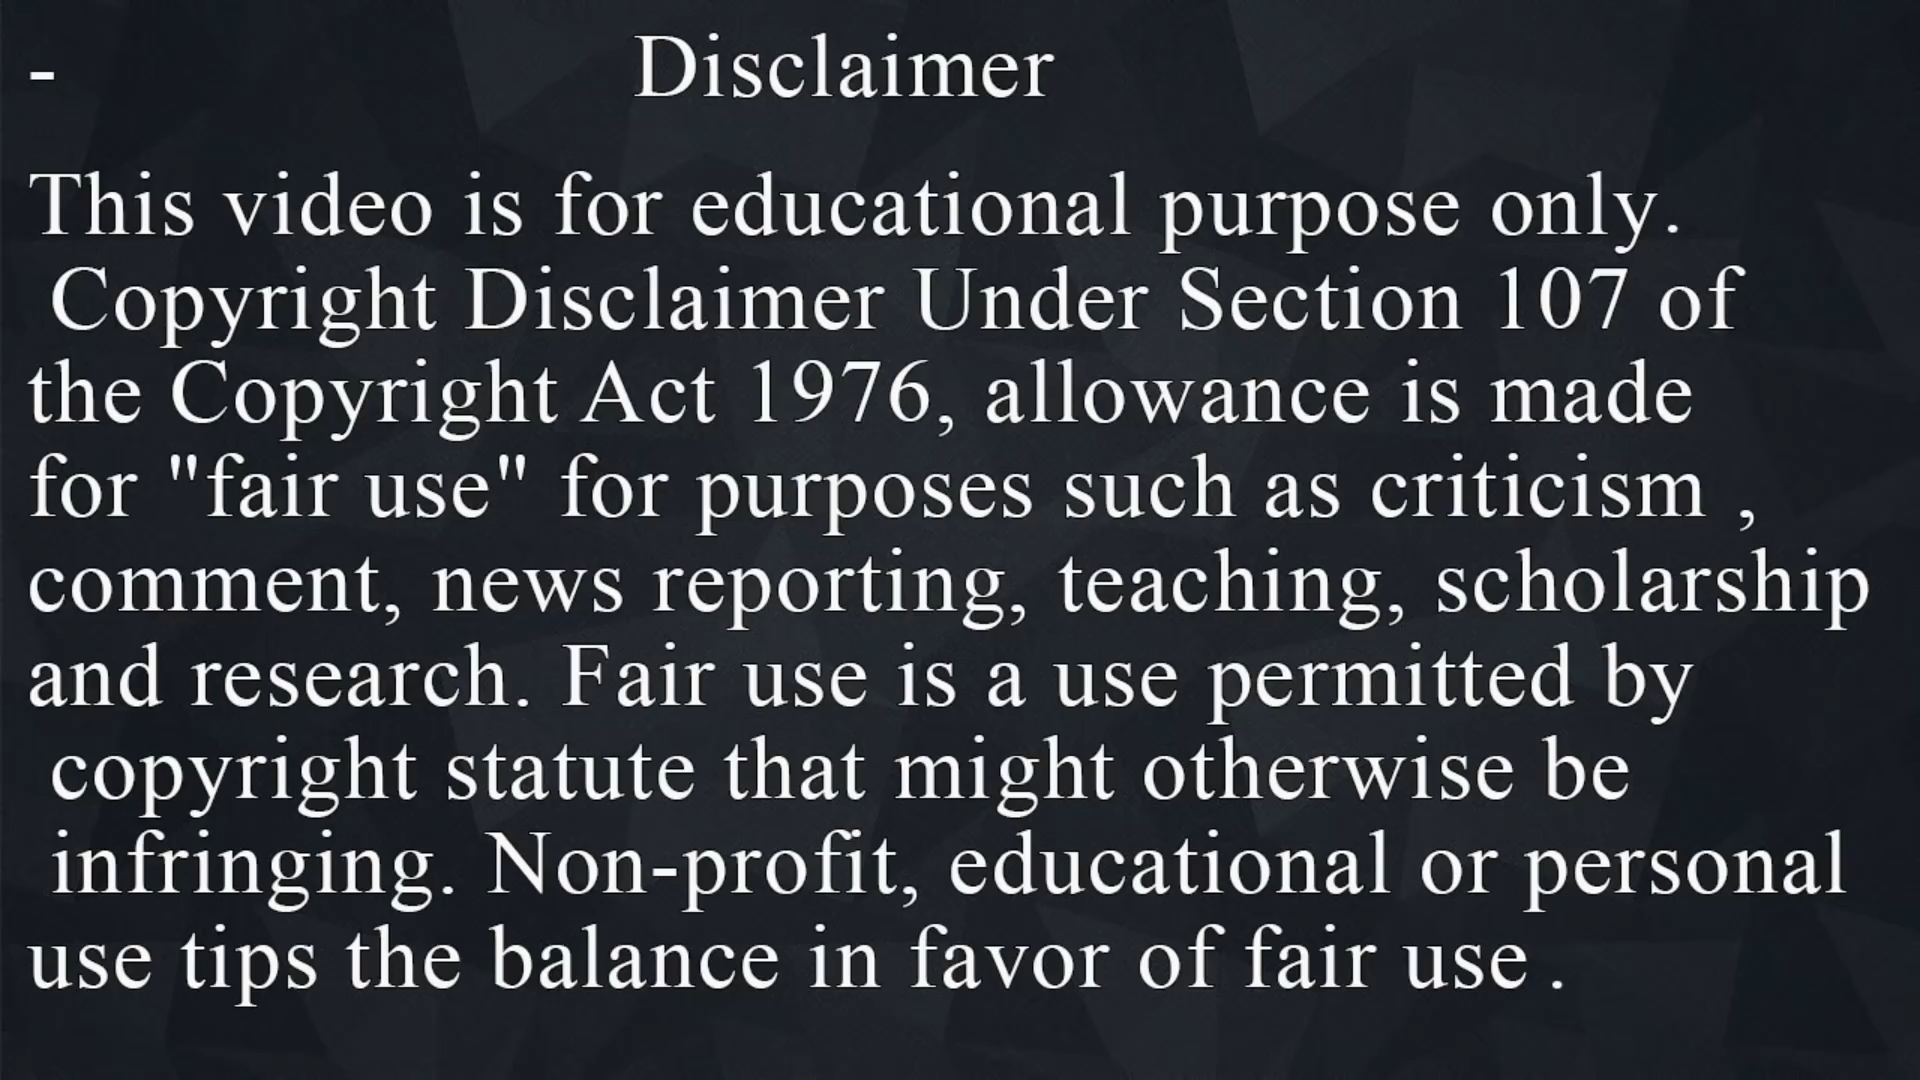 - Disclaimer
This video is for educational purpose only.
Copyright Disclaimer Under Section 107 of
the Copyright Act 1976, allowance is made
for "fair use" for purposes such as criticism ,
comment, news reporting, teaching, scholarship
and research. Fair use is a use permitted by
copyright statute that might otherwise be
infringing. Non-profit, educational or personal
use tips the balance in favor of fair use .